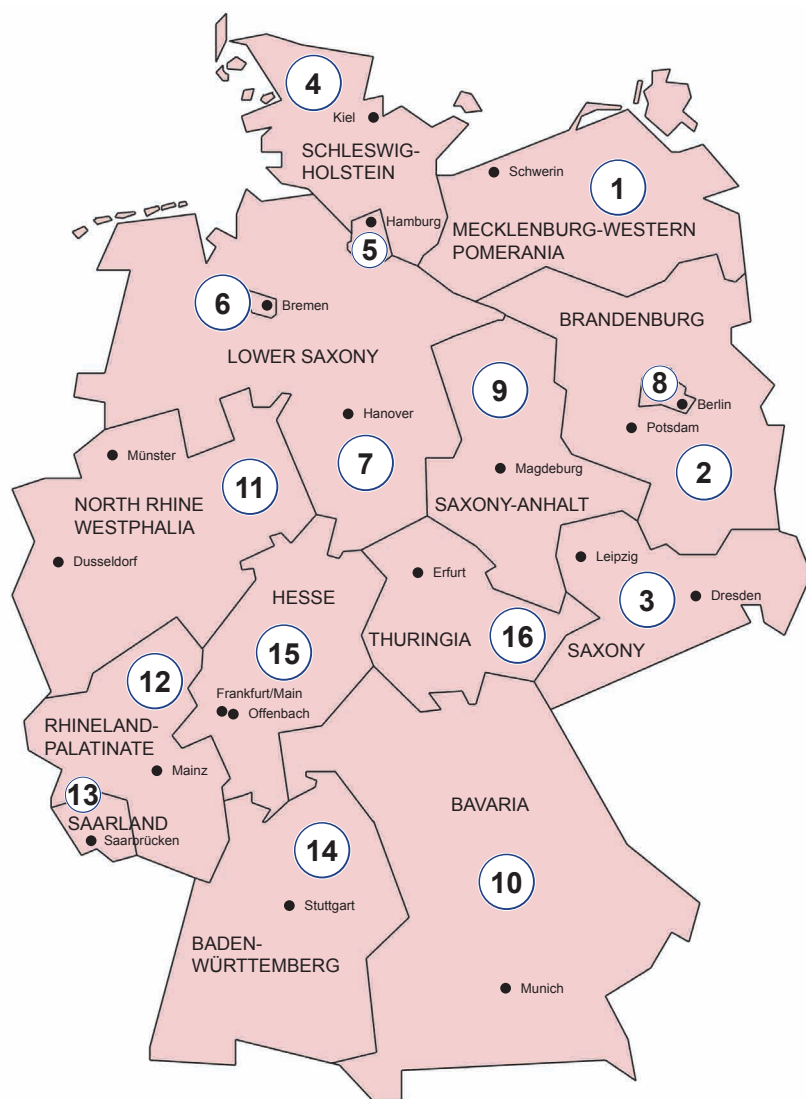 4
Kiel
SCHLESWIG-
HOLSTEIN
Schwerin
1
MECKLENBURG-WESTERN
POMERANIA
Hamburg
5
6
Bremen
LOWER SAXONY
BRANDENBURG
9
8
Berlin
Hanover
Potsdam
Münster
7
Magdeburg
2
11
NORTH RHINE
WESTPHALIA
SAXONY-ANHALT
Dusseldorf
Erfurt
Leipzig
HESSE
3
Dresden
THURINGIA
16
SAXONY
15
12
Frankfurt/Main
Offenbach
RHINELAND-
PALATINATE
Mainz
13
SAARLAND
Saarbrücken
BAVARIA
14
10
Stuttgart
BADEN-
WÜRTTEMBERG
Munich